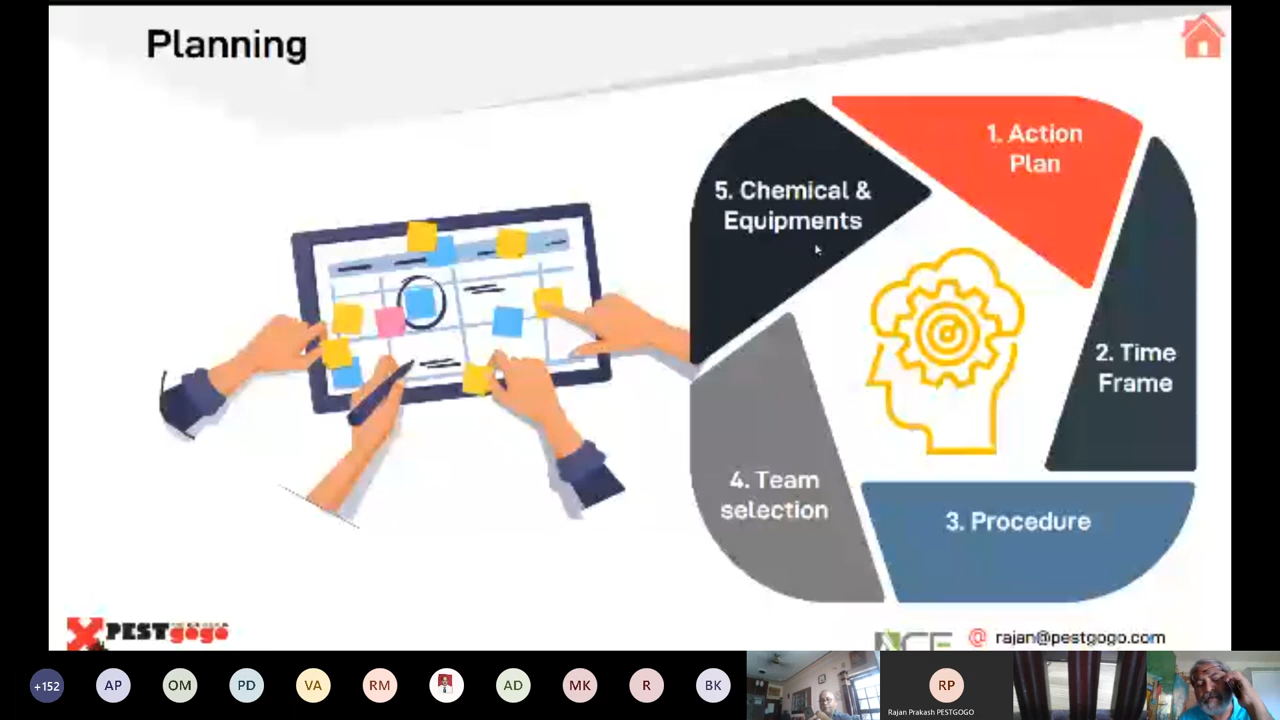 Planning
1. Action
Plan
5. Chemical &
Equipments
2. Time
Frame
4. Team
selection
3. Procedure
PESTgogo
@ rajan@pestgogo.com
+152
AP
OM
PD
VA
RM
AD
MK
R
BK
RP
Rajan Prakash PESTGOGO